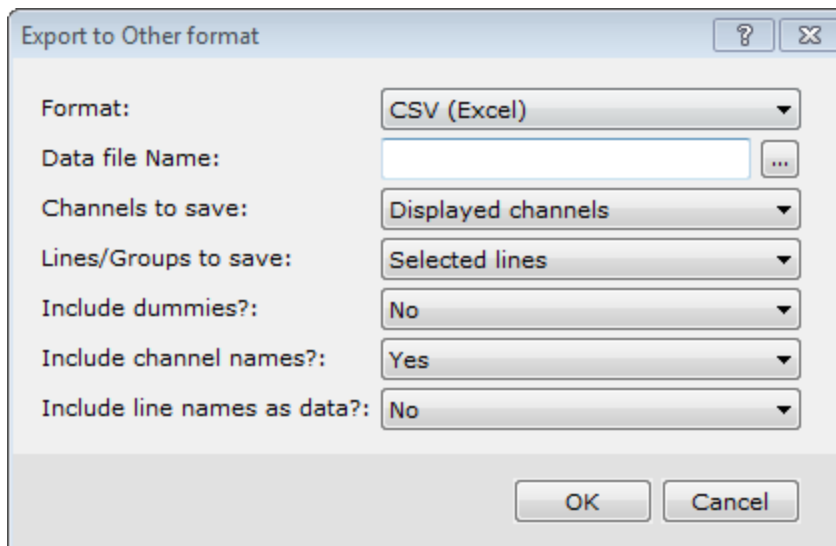 Export to Other format
Format: CSV (Excel)
Data file Name: ...
Channels to save: Displayed channels
Lines/Groups to save: Selected lines
Include dummies?: No
Include channel names?: Yes
Include line names as data?: No
OK Cancel